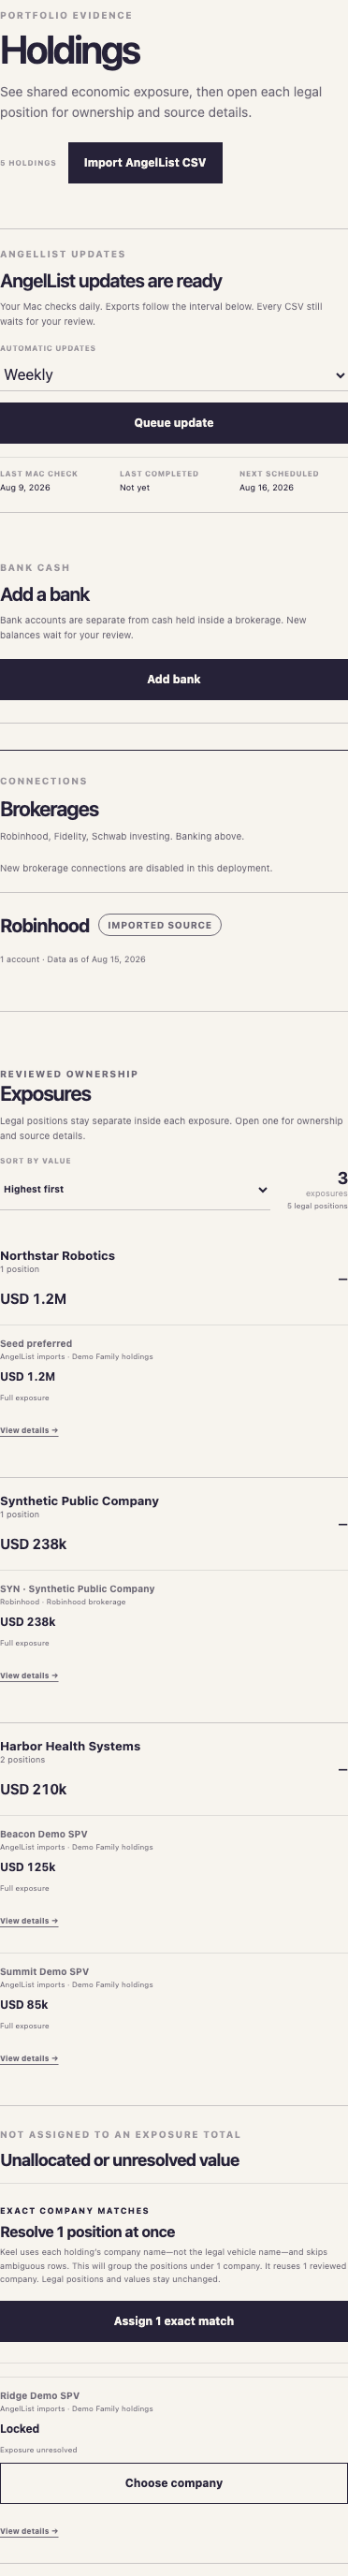 PORTFOLIO EVIDENCE
Holdings
See shared economic exposure, then open each legal
position for ownership and source details.
5 HOLDINGS
Import AngelList CSV
ANGELLIST UPDATES
AngelList updates are ready
Your Mac checks daily. Exports follow the interval below. Every CSV still
waits for your review.
AUTOMATIC UPDATES
Weekly
Queue update
LAST MAC CHECK
Aug 9, 2026
LAST COMPLETED
Not yet
NEXT SCHEDULED
Aug 16, 2026
BANK CASH
Add a bank
Bank accounts are separate from cash held inside a brokerage. New
balances wait for your review.
Add bank
CONNECTIONS
Brokerages
Robinhood, Fidelity, Schwab investing. Banking above.
New brokerage connections are disabled in this deployment.
Robinhood
IMPORTED SOURCE
1 account · Data as of Aug 15, 2026
REVIEWED OWNERSHIP
Exposures
Legal positions stay separate inside each exposure. Open one for ownership
and source details.
SORT BY VALUE
Highest first
3
exposures
5 legal positions
Northstar Robotics
1 position
–
USD 1.2M
Seed preferred
AngelList imports · Demo Family holdings
USD 1.2M
Full exposure
View details →
Synthetic Public Company
1 position
–
USD 238k
SYN · Synthetic Public Company
Robinhood · Robinhood brokerage
USD 238k
Full exposure
View details →
Harbor Health Systems
2 positions
–
USD 210k
Beacon Demo SPV
AngelList imports · Demo Family holdings
USD 125k
Full exposure
View details →
Summit Demo SPV
AngelList imports · Demo Family holdings
USD 85k
Full exposure
View details →
NOT ASSIGNED TO AN EXPOSURE TOTAL
Unallocated or unresolved value
EXACT COMPANY MATCHES
Resolve 1 position at once
Keel uses each holding's company name—not the legal vehicle name—and skips
ambiguous rows. This will group the positions under 1 company. It reuses 1 reviewed
company. Legal positions and values stay unchanged.
Assign 1 exact match
Ridge Demo SPV
AngelList imports · Demo Family holdings
Locked
Exposure unresolved
Choose company
View details →